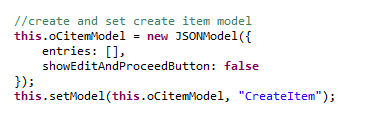 //create and set create item model
this.oCitemModel = new JSONModel({
    entries: [],
    showEditAndProceedButton: false
});
this.setModel(this.oCitemModel, "CreateItem");